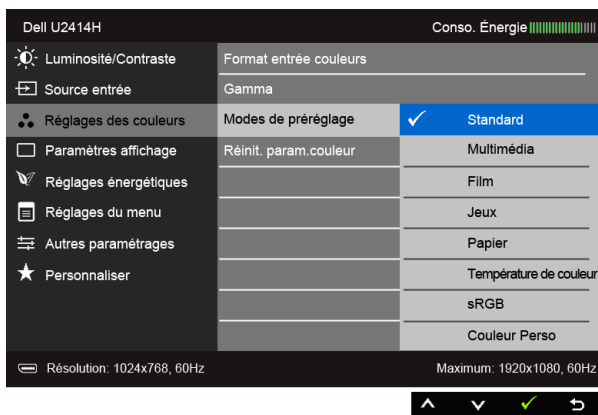 Dell U2414H Conso. Énergie
Luminosité/Contraste Format entrée couleurs
Source entrée Gamma
Réglages des couleurs Modes de préréglage Standard
Paramètres affichage Réinit. param.couleur Multimédia
Réglages énergétiques Film
Réglages du menu Jeux
Autres paramétrages Papier
Personnaliser Température de couleur
sRGB
Couleur Perso
Résolution: 1024x768, 60Hz Maximum: 1920x1080, 60Hz